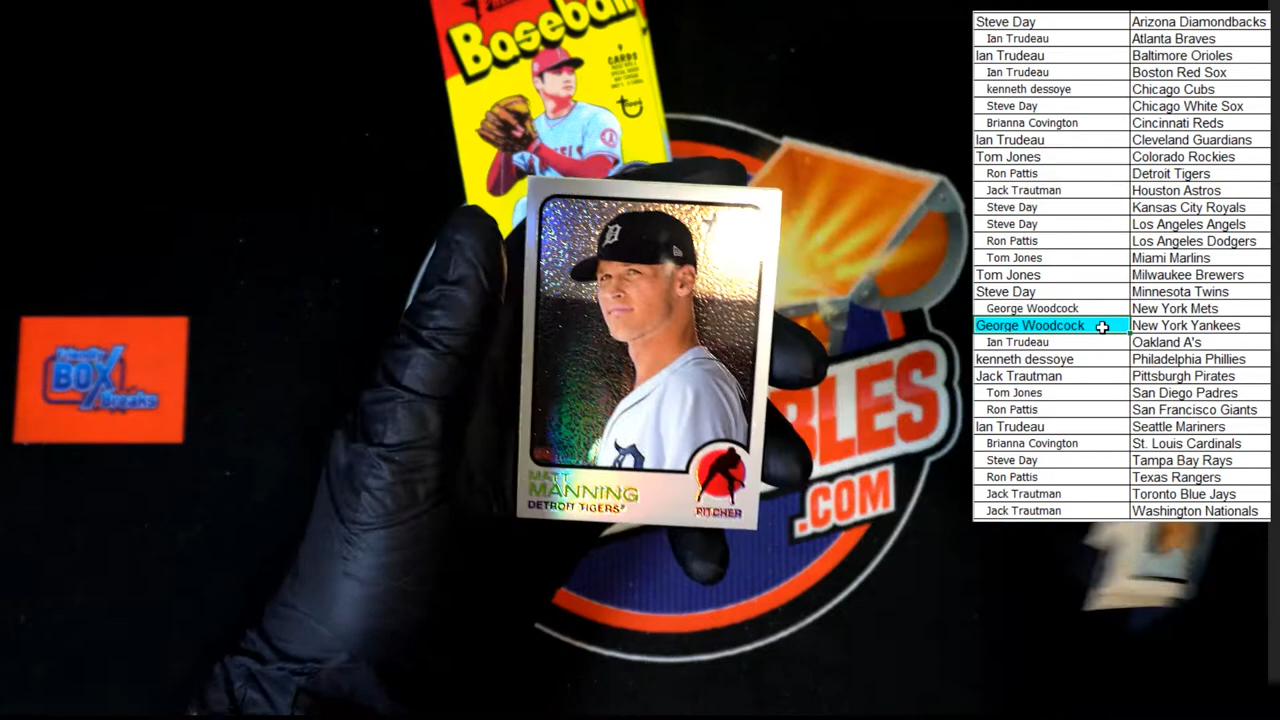 Baseball
9
CARDS
topps
ANGELS
Friendly
BOX
Breaks
D
MATT
MANNING
DETROIT TIGERS
PITCHER
BLES
.COM
Steve Day Arizona Diamondbacks
Ian Trudeau Atlanta Braves
Ian Trudeau Baltimore Orioles
Ian Trudeau Boston Red Sox
kenneth dessoye Chicago Cubs
Steve Day Chicago White Sox
Brianna Covington Cincinnati Reds
Ian Trudeau Cleveland Guardians
Tom Jones Colorado Rockies
Ron Pattis Detroit Tigers
Jack Trautman Houston Astros
Steve Day Kansas City Royals
Steve Day Los Angeles Angels
Ron Pattis Los Angeles Dodgers
Tom Jones Miami Marlins
Tom Jones Milwaukee Brewers
Steve Day Minnesota Twins
George Woodcock New York Mets
George Woodcock New York Yankees
Ian Trudeau Oakland A's
kenneth dessoye Philadelphia Phillies
Jack Trautman Pittsburgh Pirates
Tom Jones San Diego Padres
Ron Pattis San Francisco Giants
Ian Trudeau Seattle Mariners
Brianna Covington St. Louis Cardinals
Steve Day Tampa Bay Rays
Ron Pattis Texas Rangers
Jack Trautman Toronto Blue Jays
Jack Trautman Washington Nationals